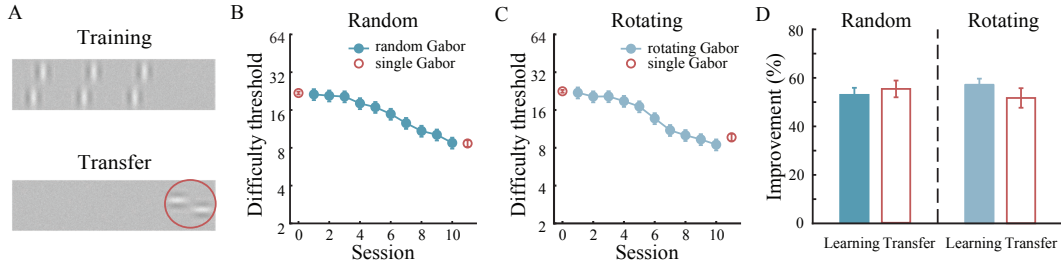 A
Training
Transfer
B
Random
Difficulty threshold
64
32
16
8
4
2
random Gabor
single Gabor
0 2 4 6 8 10
Session
C
Rotating
Difficulty threshold
64
32
16
8
4
2
rotating Gabor
single Gabor
0 2 4 6 8 10
Session
D
Random Rotating
Improvement (%)
80
60
40
20
0
Learning Transfer Learning Transfer